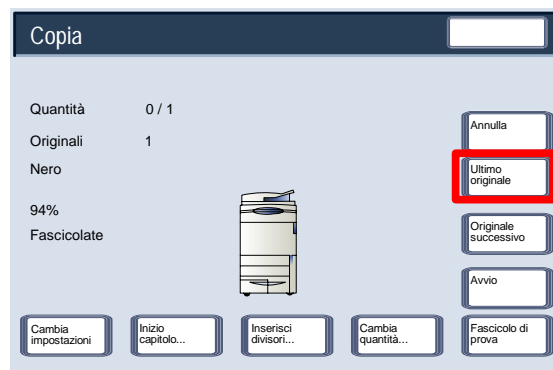 Copia
Quantità 0 / 1
Originali 1
Nero
94%
Fascicolate
Annulla
Ultimo
originale
Originale
successivo
Avvio
Cambia
impostazioni
Inizio
capitolo...
Inserisci
divisori...
Cambia
quantità...
Fascicolo di
prova